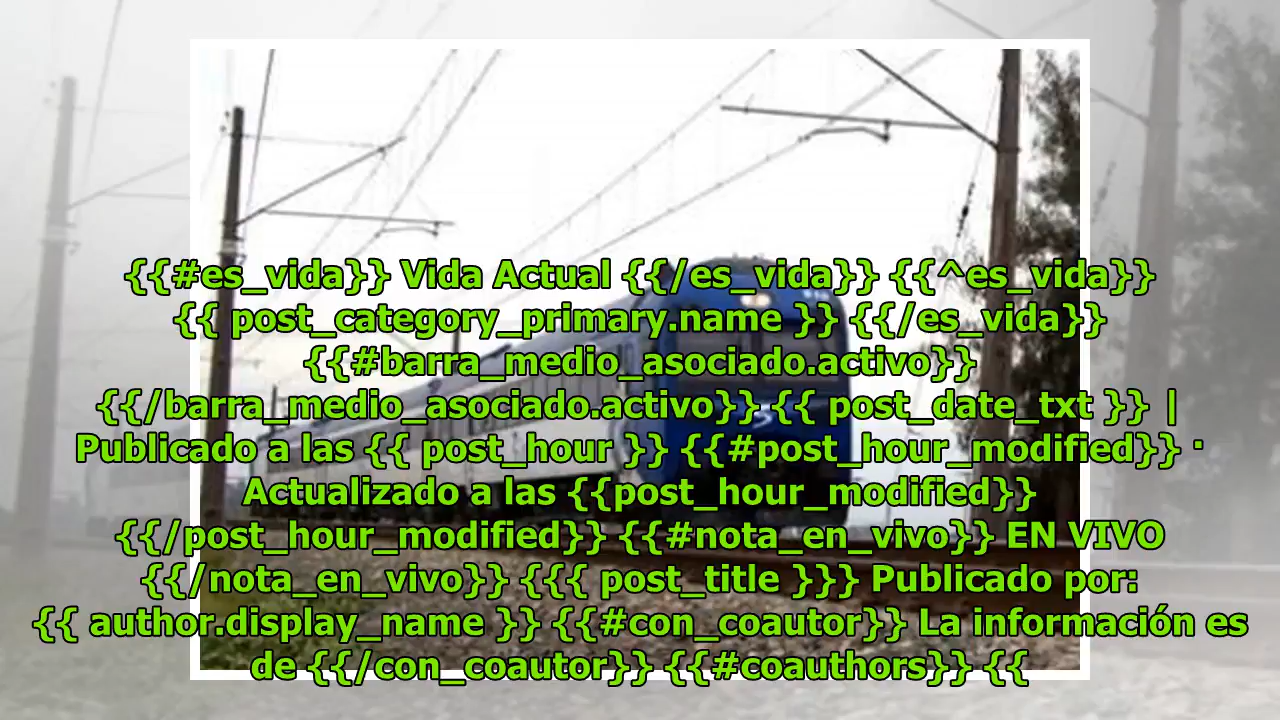 {{#es_vida}} Vida Actual {{/es_vida}} {{^es_vida}}
{{ post_category_primary.name }} {{/es_vida}}
{{#barra_medio_asociado.activo}}
{{/barra_medio_asociado.activo}} {{ post_date_txt }} |
Publicado a las {{ post_hour }} {{#post_hour_modified}} ·
Actualizado a las {{post_hour_modified}}
{{/post_hour_modified}} {{#nota_en_vivo}} EN VIVO
{{/nota_en_vivo}} {{{ post_title }}} Publicado por:
{{ author.display_name }} {{#con_coautor}} La información es
de {{/con_coautor}} {{#coauthors}} {{